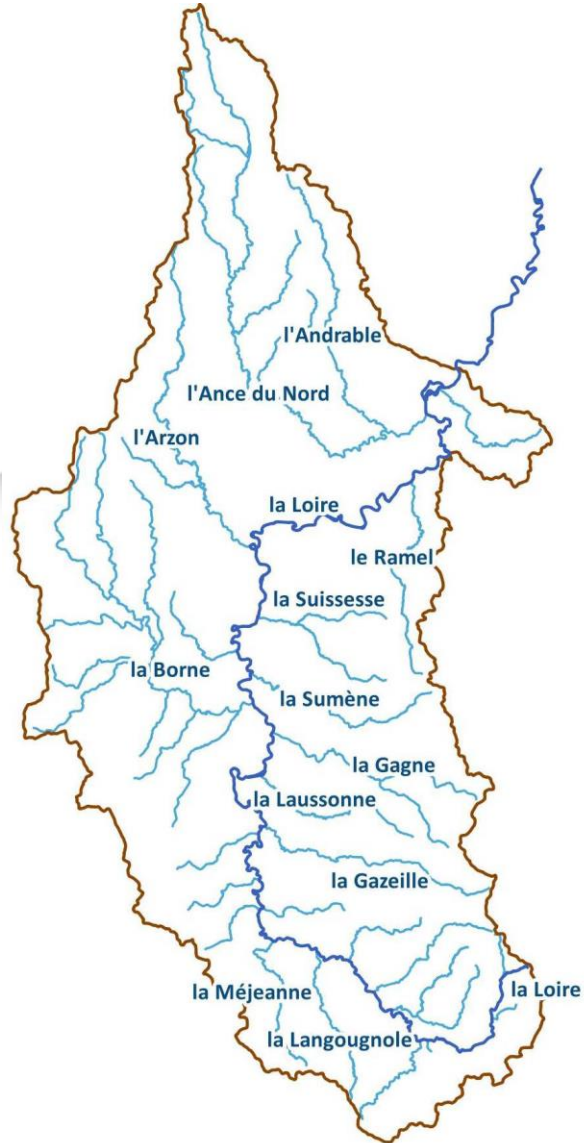 l'Andrable
l'Ance du Nord
l'Arzon
la Loire
le Ramel
la Suissesse
la Borne
la Sumène
la Gagne
la Laussonne
la Gazeille
la Méjeanne
la Loire
la Langougnole